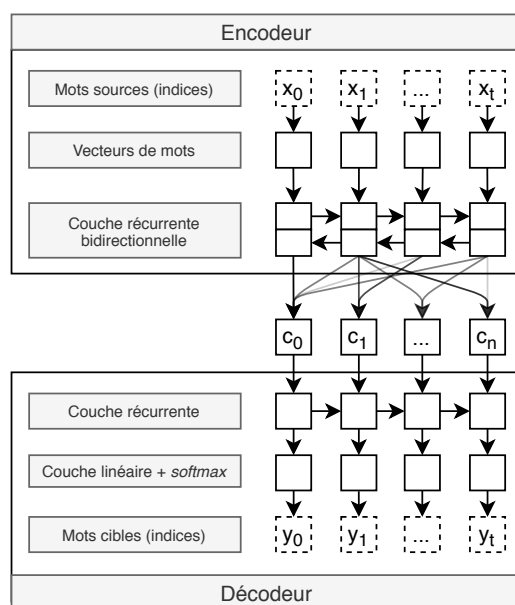 Encodeur
Mots sources (indices) x0 x1 ... xt
Vecteurs de mots
Couche récurrente
bidirectionnelle
c0 c1 ... cn
Couche récurrente
Couche linéaire + softmax
Mots cibles (indices) y0 y1 ... yt
Décodeur